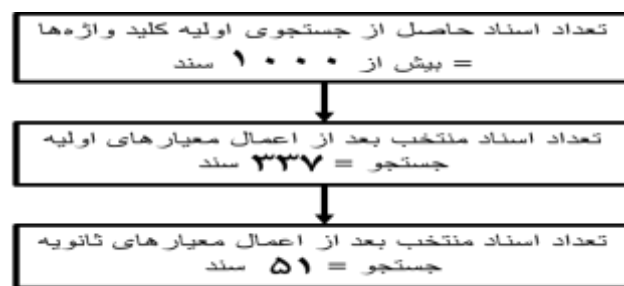 تعداد اسناد حاصل از جستجوی اولیه کلید واژه‌ها
= بیش از ۱۰۰۰ سند
تعداد اسناد منتخب بعد از اعمال معیارهای اولیه
جستجو = ۳۳۷ سند
تعداد اسناد منتخب بعد از اعمال معیارهای ثانویه
جستجو = ۵۱ سند